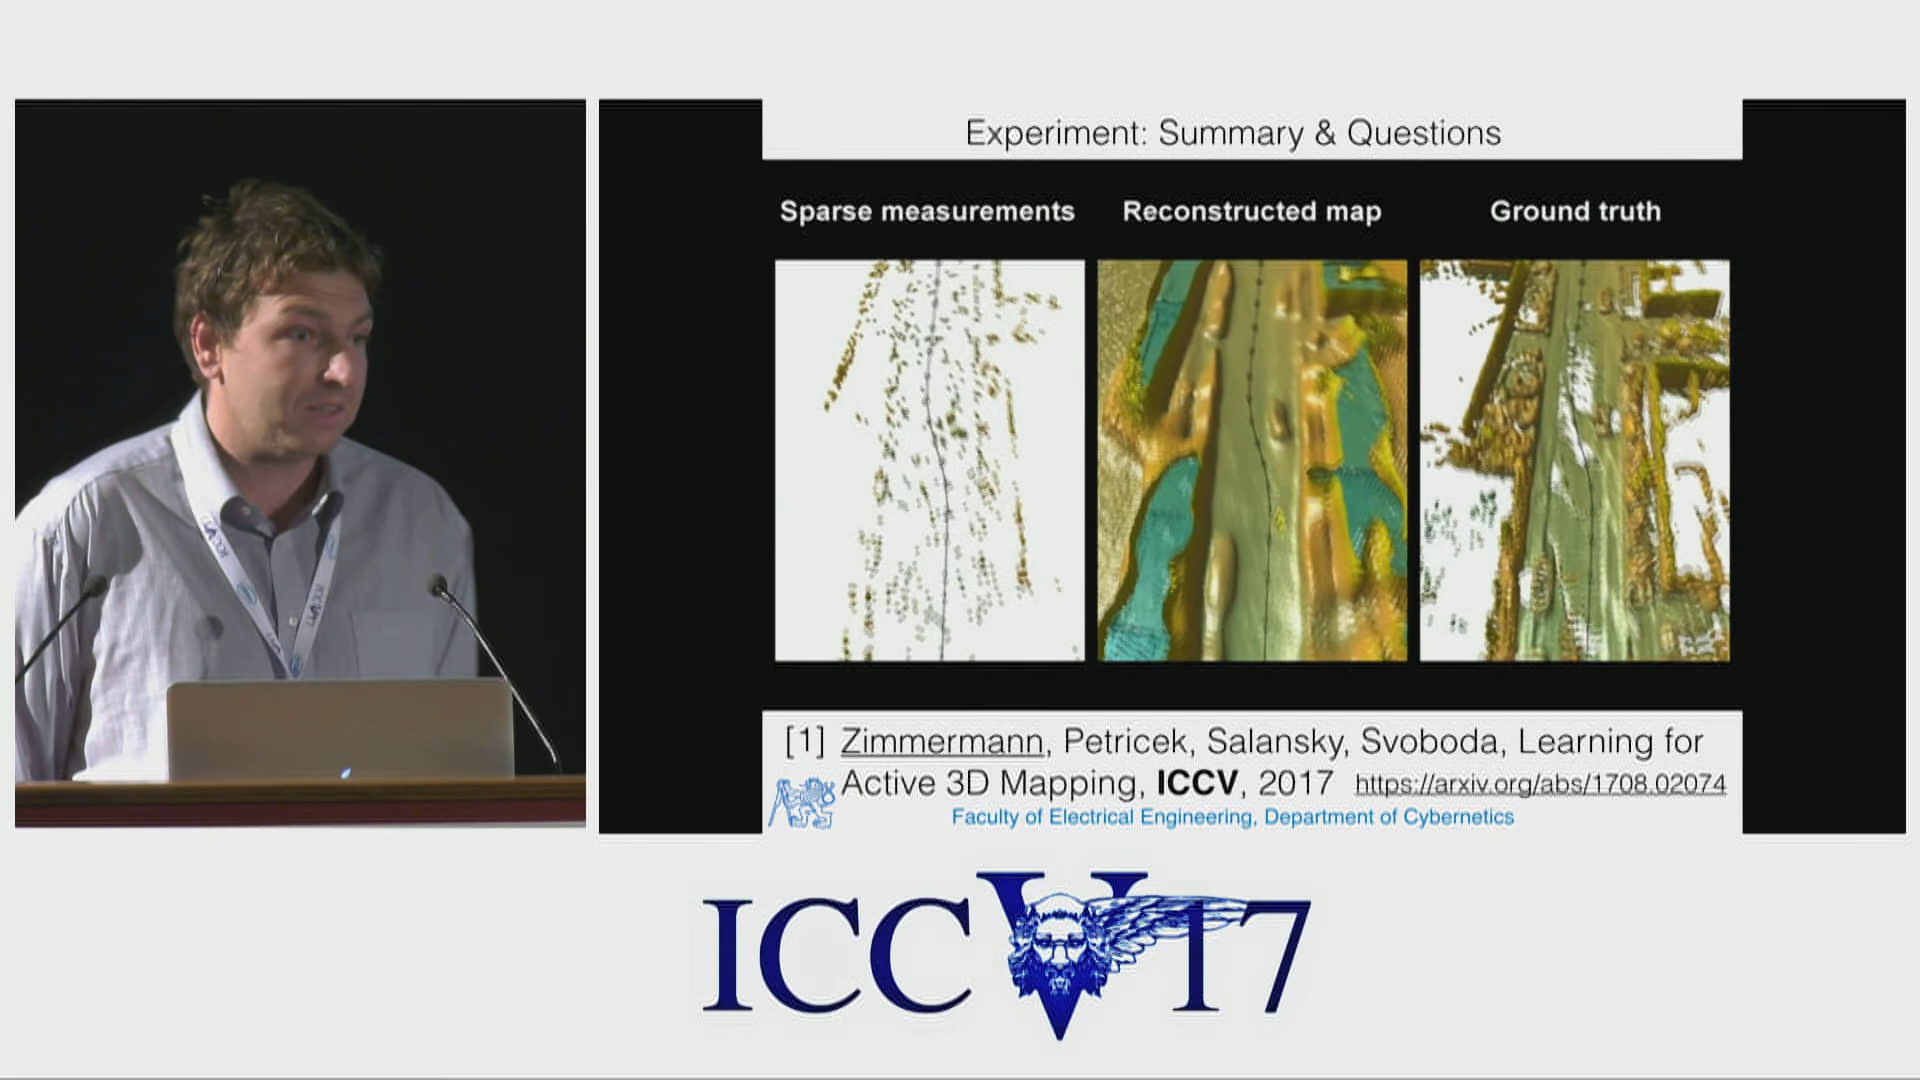 Experiment: Summary & Questions
Sparse measurements
Reconstructed map
Ground truth
[1] Zimmermann, Petricek, Salansky, Svoboda, Learning for
Active 3D Mapping, ICCV, 2017 https://arxiv.org/abs/1708.02074
Faculty of Electrical Engineering, Department of Cybernetics
ICCV17